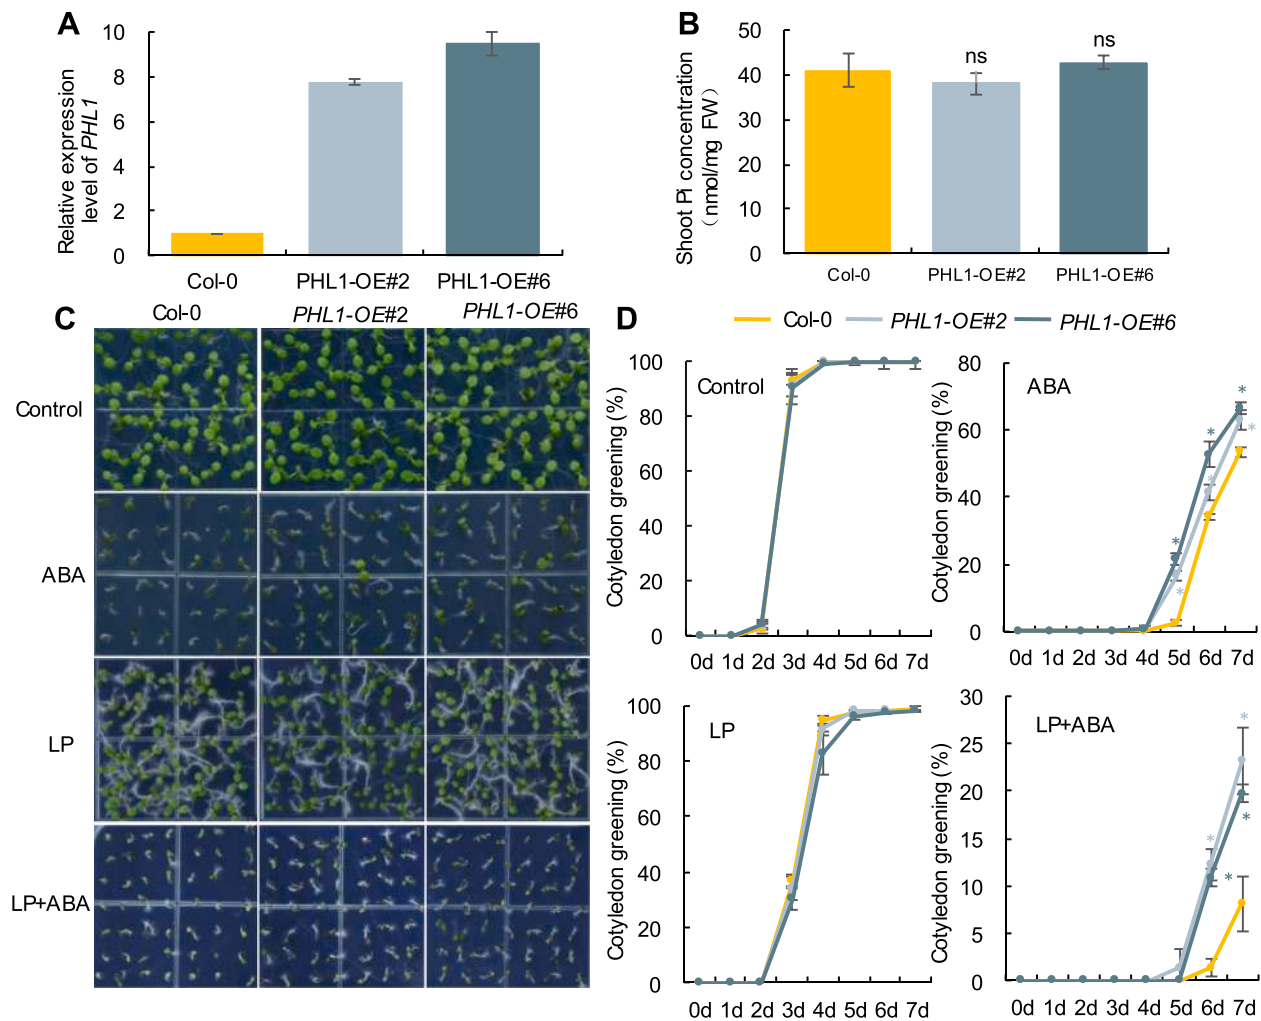 A
Relative expression
level of PHL1
10
8
6
4
2
0
Col-0
PHL1-OE#2
PHL1-OE#6
B
Shoot Pi concentration
（nmol/mg FW）
50
40
30
20
10
0
ns
ns
Col-0
PHL1-OE#2
PHL1-OE#6
C
Col-0
PHL1-OE#2
PHL1-OE#6
Control
ABA
LP
LP+ABA
D
Col-0
PHL1-OE#2
PHL1-OE#6
Control
Cotyledon greening (%)
100
80
60
40
20
0
0d 1d 2d 3d 4d 5d 6d 7d
ABA
Cotyledon greening (%)
80
60
40
20
0
*
*
*
*
*
*
0d 1d 2d 3d 4d 5d 6d 7d
LP
Cotyledon greening (%)
100
80
60
40
20
0
0d 1d 2d 3d 4d 5d 6d 7d
LP+ABA
Cotyledon greening (%)
30
25
20
15
10
5
0
*
*
*
*
0d 1d 2d 3d 4d 5d 6d 7d